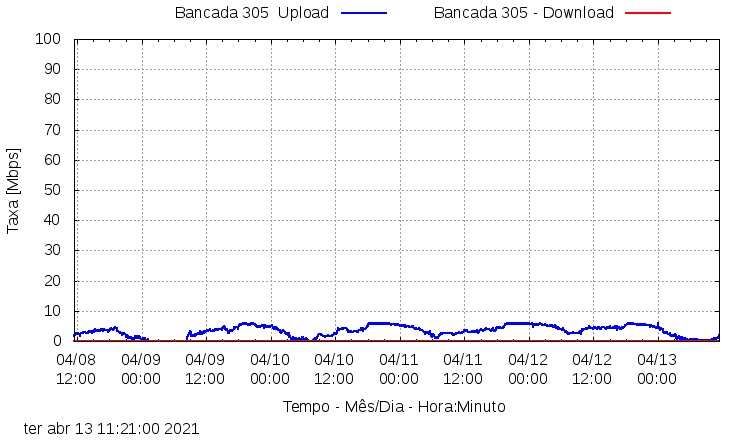 Bancada 305  Upload
Bancada 305 - Download
100
90
80
70
60
50
40
30
20
10
0
Taxa [Mbps]
04/08 04/09 04/09 04/10 04/10 04/11 04/11 04/12 04/12 04/13
12:00 00:00 12:00 00:00 12:00 00:00 12:00 00:00 12:00 00:00
Tempo - Mês/Dia - Hora:Minuto
ter abr 13 11:21:00 2021